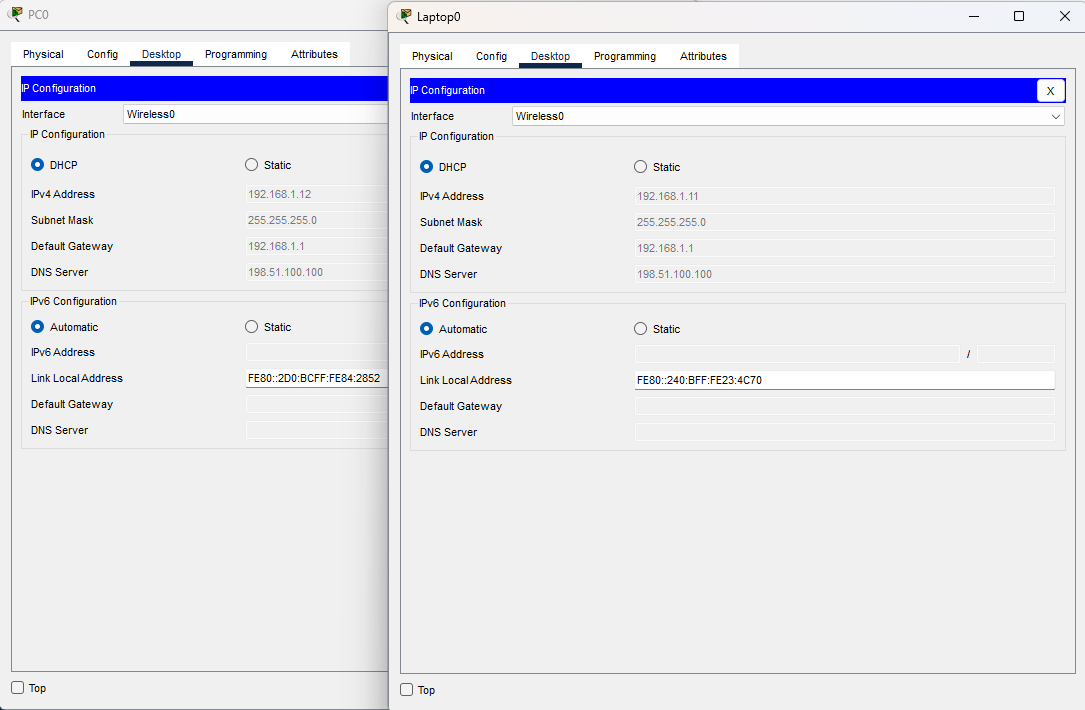 PC0
Physical Config Desktop Programming Attributes
IP Configuration
Interface Wireless0
IP Configuration
DHCP Static
IPv4 Address 192.168.1.12
Subnet Mask 255.255.255.0
Default Gateway 192.168.1.1
DNS Server 198.51.100.100
IPv6 Configuration
Automatic Static
IPv6 Address
Link Local Address FE80::2D0:BCFF:FE84:2852
Default Gateway
DNS Server
Top
Laptop0
Physical Config Desktop Programming Attributes
IP Configuration X
Interface Wireless0
IP Configuration
DHCP Static
IPv4 Address 192.168.1.11
Subnet Mask 255.255.255.0
Default Gateway 192.168.1.1
DNS Server 198.51.100.100
IPv6 Configuration
Automatic Static
IPv6 Address /
Link Local Address FE80::240:BFF:FE23:4C70
Default Gateway
DNS Server
Top